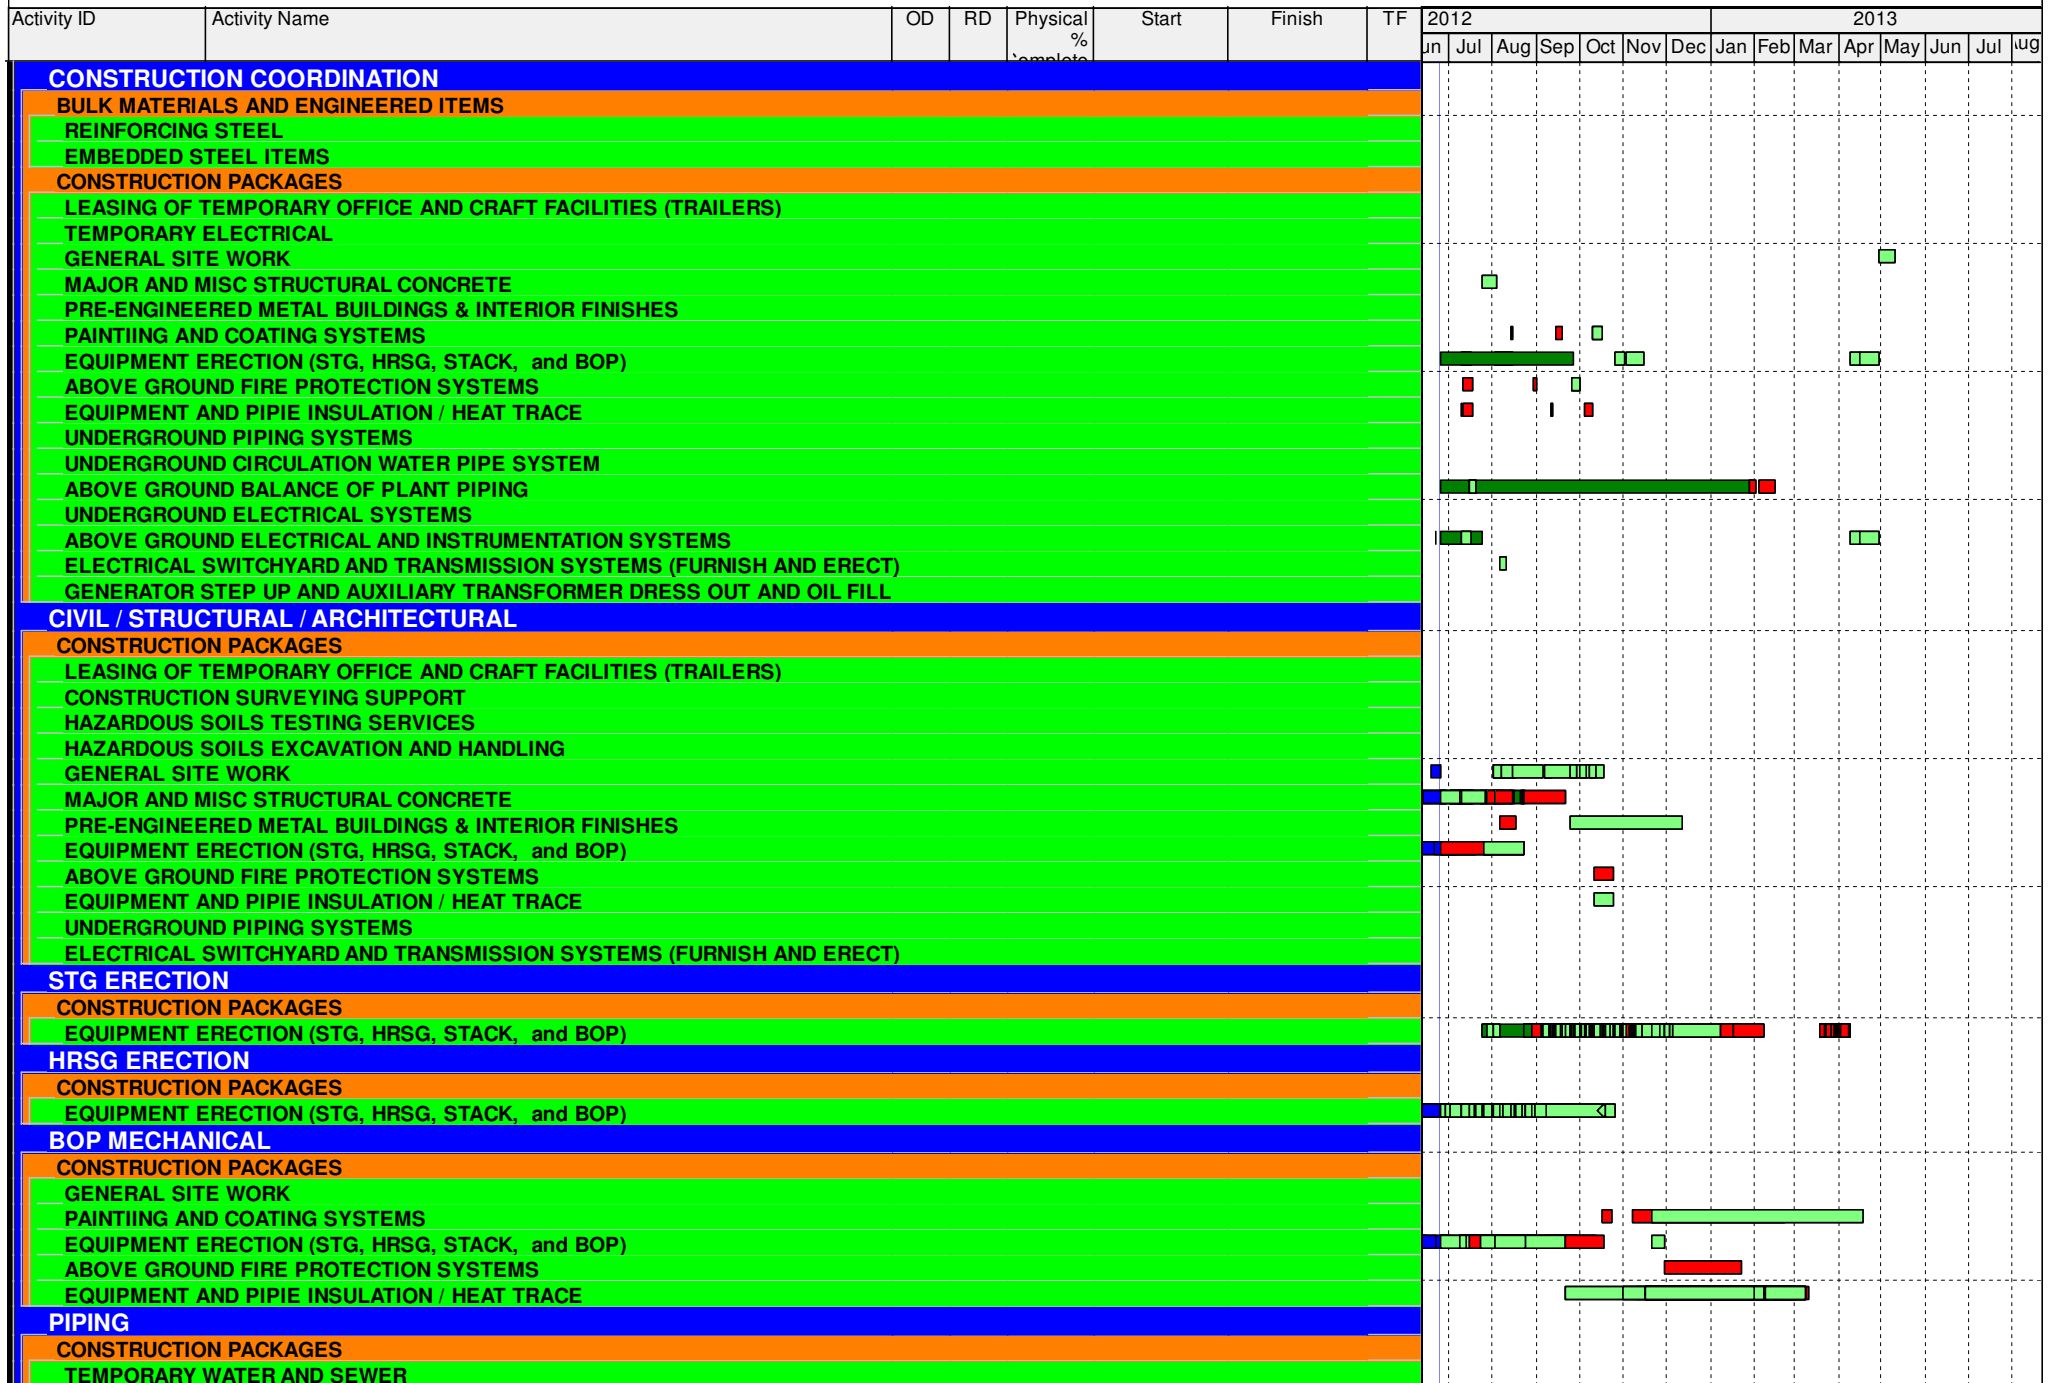 Activity ID Activity Name OD RD Physical Start Finish TF 2012 2013
%
un Jul Aug Sep Oct Nov Dec Jan Feb Mar Apr May Jun Jul Aug
CONSTRUCTION COORDINATION
BULK MATERIALS AND ENGINEERED ITEMS
REINFORCING STEEL
EMBEDDED STEEL ITEMS
CONSTRUCTION PACKAGES
LEASING OF TEMPORARY OFFICE AND CRAFT FACILITIES (TRAILERS)
TEMPORARY ELECTRICAL
GENERAL SITE WORK
MAJOR AND MISC STRUCTURAL CONCRETE
PRE-ENGINEERED METAL BUILDINGS & INTERIOR FINISHES
PAINTIING AND COATING SYSTEMS
EQUIPMENT ERECTION (STG, HRSG, STACK, and BOP)
ABOVE GROUND FIRE PROTECTION SYSTEMS
EQUIPMENT AND PIPIE INSULATION / HEAT TRACE
UNDERGROUND PIPING SYSTEMS
UNDERGROUND CIRCULATION WATER PIPE SYSTEM
ABOVE GROUND BALANCE OF PLANT PIPING
UNDERGROUND ELECTRICAL SYSTEMS
ABOVE GROUND ELECTRICAL AND INSTRUMENTATION SYSTEMS
ELECTRICAL SWITCHYARD AND TRANSMISSION SYSTEMS (FURNISH AND ERECT)
GENERATOR STEP UP AND AUXILIARY TRANSFORMER DRESS OUT AND OIL FILL
CIVIL / STRUCTURAL / ARCHITECTURAL
CONSTRUCTION PACKAGES
LEASING OF TEMPORARY OFFICE AND CRAFT FACILITIES (TRAILERS)
CONSTRUCTION SURVEYING SUPPORT
HAZARDOUS SOILS TESTING SERVICES
HAZARDOUS SOILS EXCAVATION AND HANDLING
GENERAL SITE WORK
MAJOR AND MISC STRUCTURAL CONCRETE
PRE-ENGINEERED METAL BUILDINGS & INTERIOR FINISHES
EQUIPMENT ERECTION (STG, HRSG, STACK, and BOP)
ABOVE GROUND FIRE PROTECTION SYSTEMS
EQUIPMENT AND PIPIE INSULATION / HEAT TRACE
UNDERGROUND PIPING SYSTEMS
ELECTRICAL SWITCHYARD AND TRANSMISSION SYSTEMS (FURNISH AND ERECT)
STG ERECTION
CONSTRUCTION PACKAGES
EQUIPMENT ERECTION (STG, HRSG, STACK, and BOP)
HRSG ERECTION
CONSTRUCTION PACKAGES
EQUIPMENT ERECTION (STG, HRSG, STACK, and BOP)
BOP MECHANICAL
CONSTRUCTION PACKAGES
GENERAL SITE WORK
PAINTIING AND COATING SYSTEMS
EQUIPMENT ERECTION (STG, HRSG, STACK, and BOP)
ABOVE GROUND FIRE PROTECTION SYSTEMS
EQUIPMENT AND PIPIE INSULATION / HEAT TRACE
PIPING
CONSTRUCTION PACKAGES
TEMPORARY WATER AND SEWER